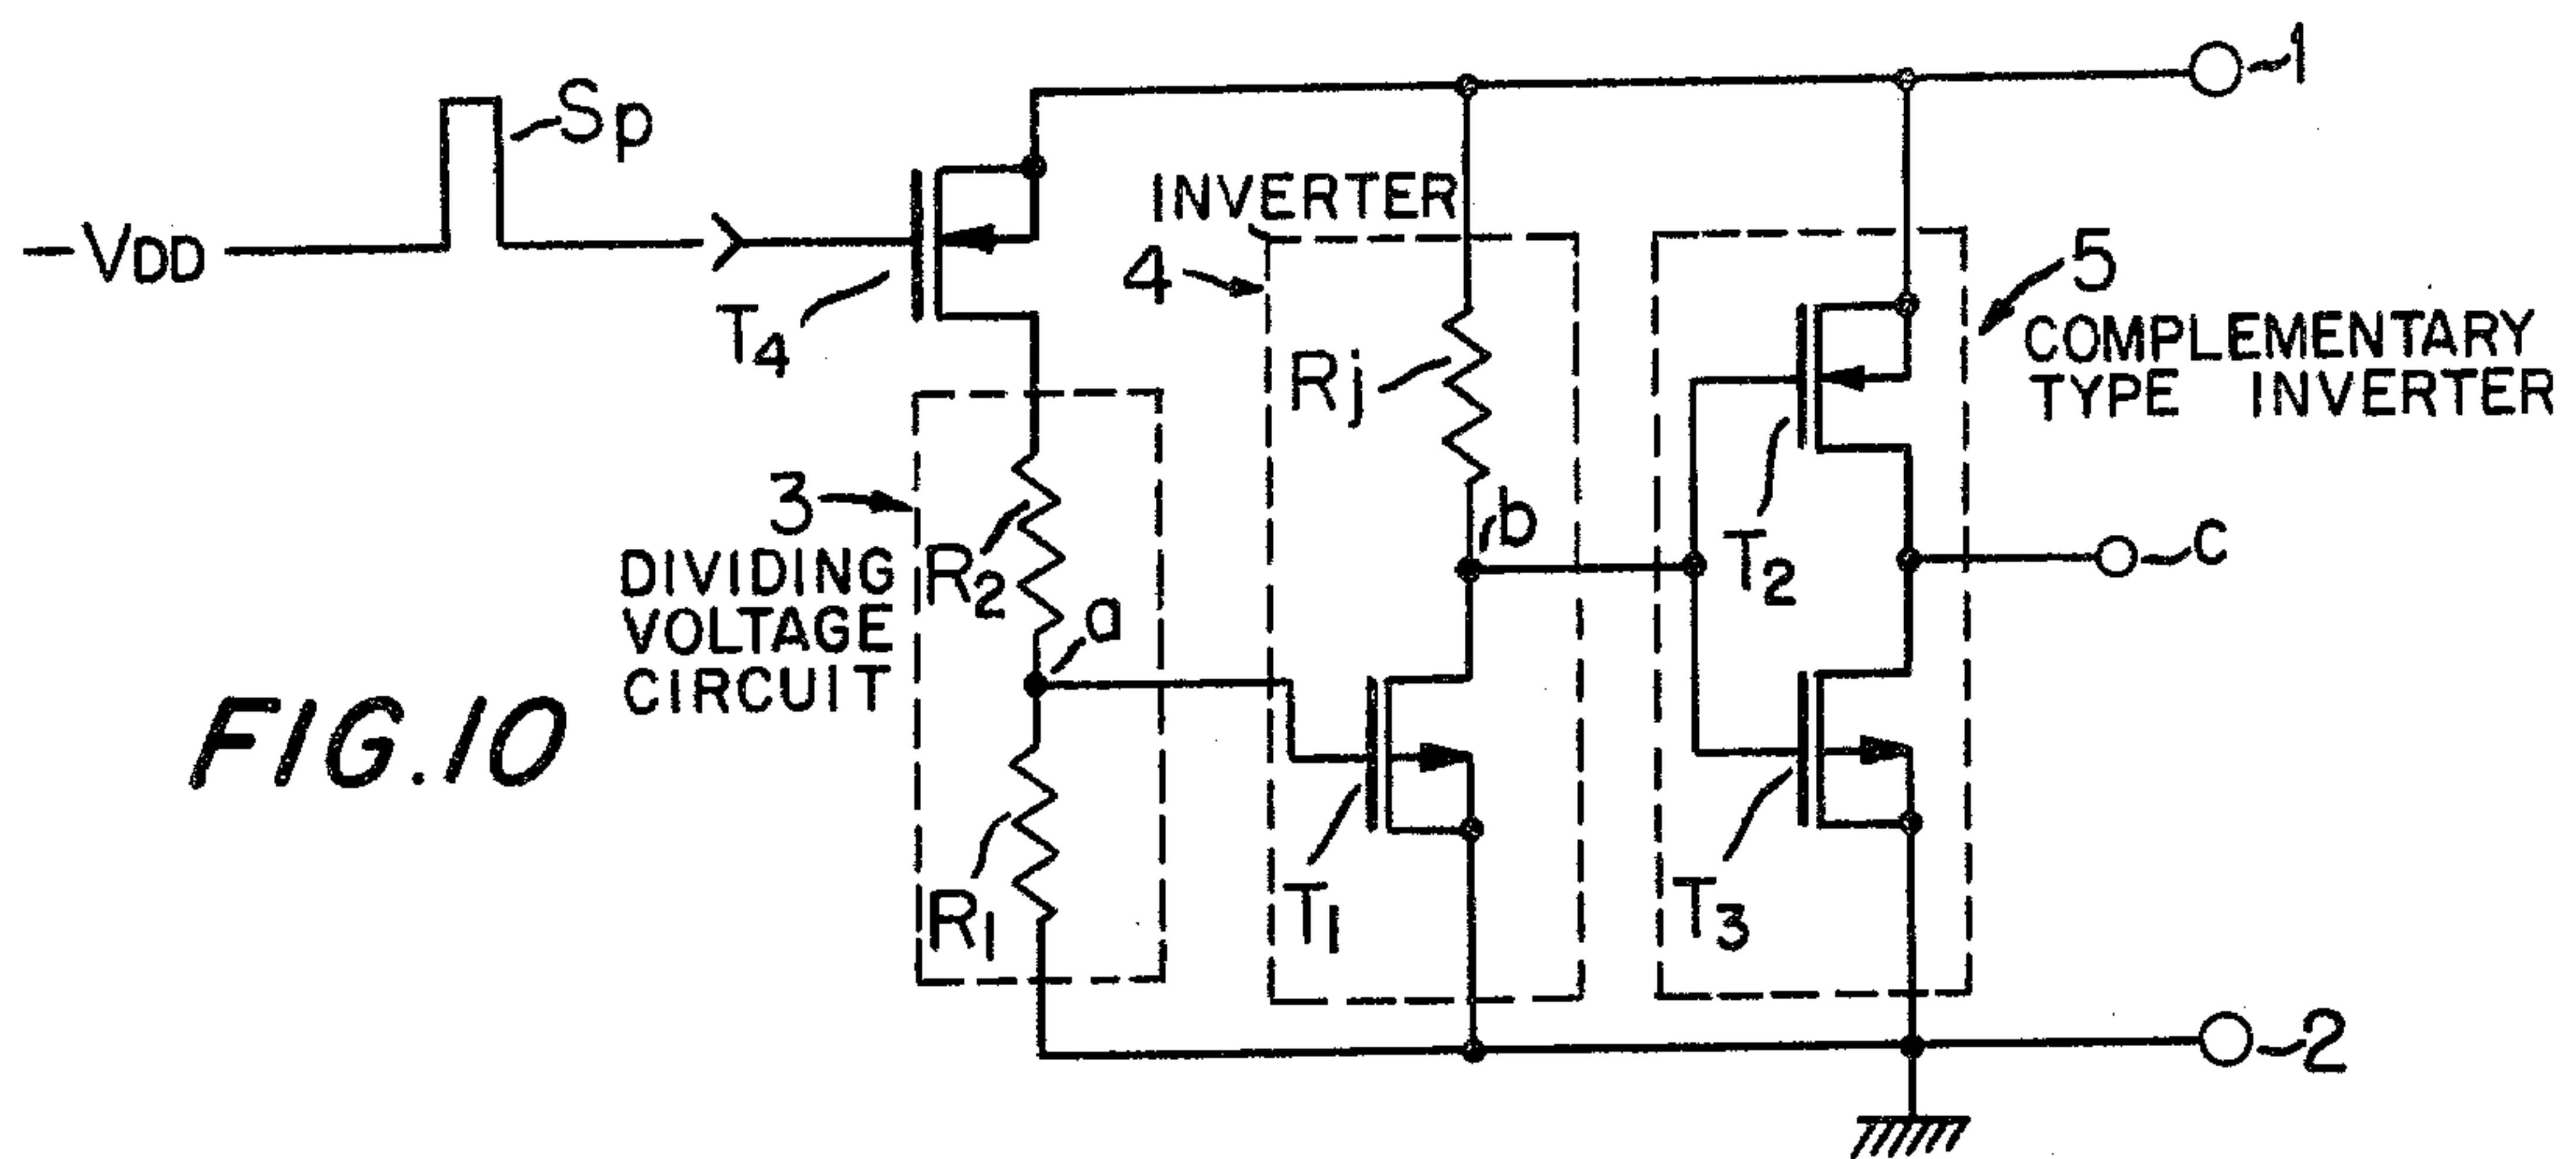 1
Sp
-VDD
INVERTER
4
T4
Rj
5
COMPLEMENTARY
TYPE INVERTER
3
DIVIDING
VOLTAGE
CIRCUIT
R2
b
T2
c
a
FIG.10
R1
T1
T3
2